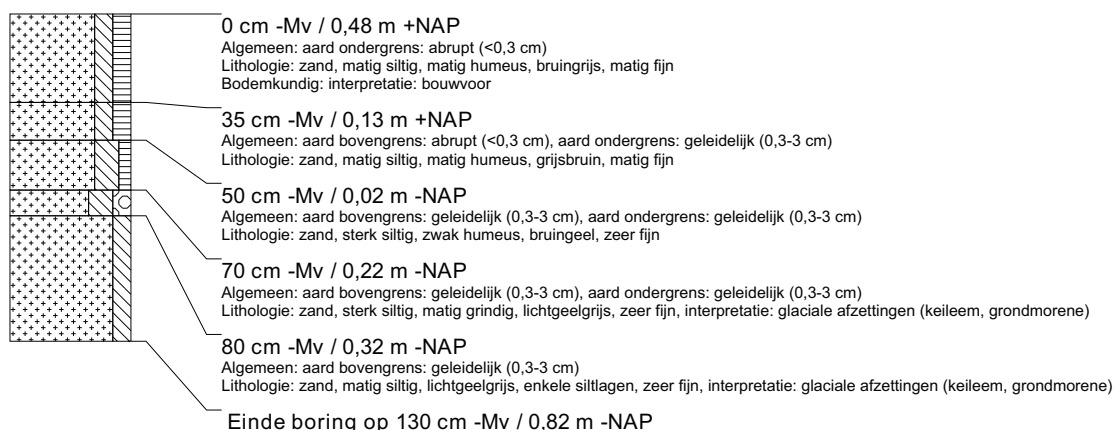 0 cm -Mv / 0,48 m +NAP
Algemeen: aard ondergrens: abrupt (<0,3 cm)
Lithologie: zand, matig siltig, matig humeus, bruingrijs, matig fijn
Bodemkundig: interpretatie: bouwvoor
35 cm -Mv / 0,13 m +NAP
Algemeen: aard bovengrens: abrupt (<0,3 cm), aard ondergrens: geleidelijk (0,3-3 cm)
Lithologie: zand, matig siltig, matig humeus, grijsbruin, matig fijn
50 cm -Mv / 0,02 m -NAP
Algemeen: aard bovengrens: geleidelijk (0,3-3 cm), aard ondergrens: geleidelijk (0,3-3 cm)
Lithologie: zand, sterk siltig, zwak humeus, bruingeel, zeer fijn
70 cm -Mv / 0,22 m -NAP
Algemeen: aard bovengrens: geleidelijk (0,3-3 cm), aard ondergrens: geleidelijk (0,3-3 cm)
Lithologie: zand, sterk siltig, matig grindig, lichtgeelgrijs, zeer fijn, interpretatie: glaciale afzettingen (keileem, grondmorene)
80 cm -Mv / 0,32 m -NAP
Algemeen: aard bovengrens: geleidelijk (0,3-3 cm)
Lithologie: zand, matig siltig, lichtgeelgrijs, enkele siltlagen, zeer fijn, interpretatie: glaciale afzettingen (keileem, grondmorene)
Einde boring op 130 cm -Mv / 0,82 m -NAP